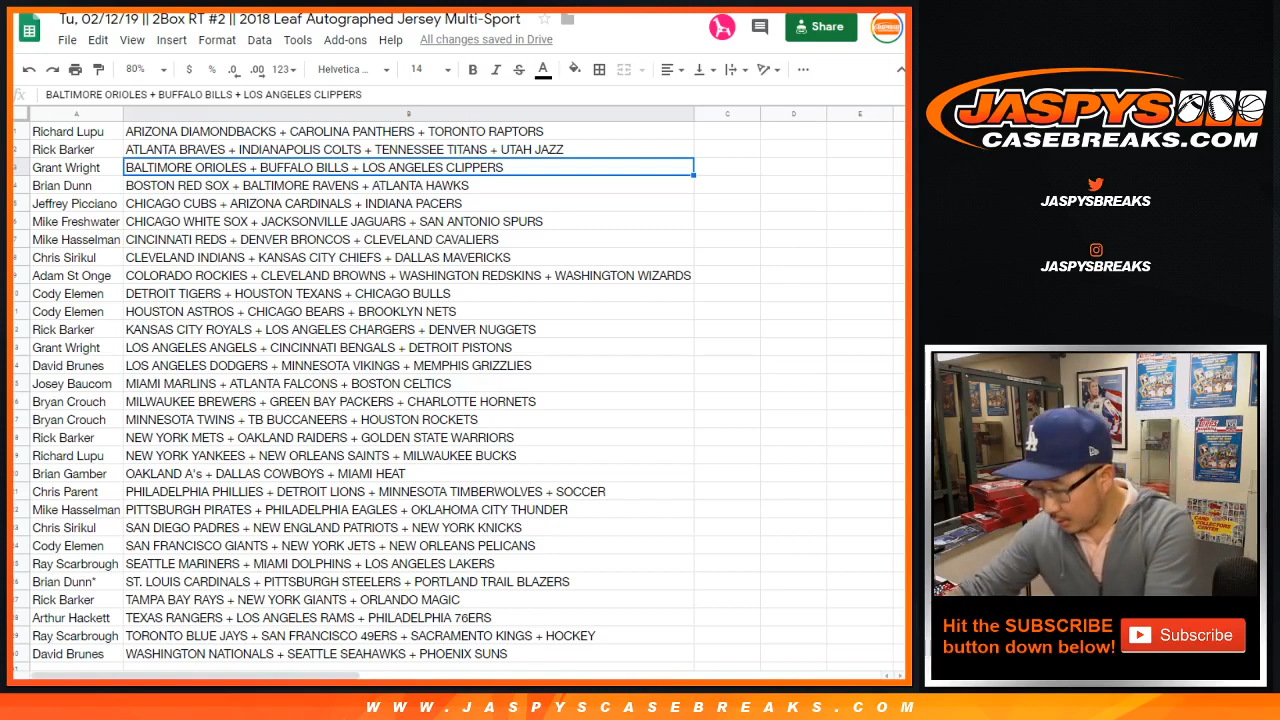 Tu, 02/12/19 || 2Box RT #2 || 2018 Leaf Autographed Jersey Multi-Sport
File Edit View Insert Format Data Tools Add-ons Help All changes saved in Drive
Share
80% $ % .0 .00 123 Helvetica ... 14 B I S A
fx BALTIMORE ORIOLES + BUFFALO BILLS + LOS ANGELES CLIPPERS
A B C D E
Richard Lupu ARIZONA DIAMONDBACKS + CAROLINA PANTHERS + TORONTO RAPTORS
Rick Barker ATLANTA BRAVES + INDIANAPOLIS COLTS + TENNESSEE TITANS + UTAH JAZZ
Grant Wright BALTIMORE ORIOLES + BUFFALO BILLS + LOS ANGELES CLIPPERS
Brian Dunn BOSTON RED SOX + BALTIMORE RAVENS + ATLANTA HAWKS
Jeffrey Picciano CHICAGO CUBS + ARIZONA CARDINALS + INDIANA PACERS
Mike Freshwater CHICAGO WHITE SOX + JACKSONVILLE JAGUARS + SAN ANTONIO SPURS
Mike Hasselman CINCINNATI REDS + DENVER BRONCOS + CLEVELAND CAVALIERS
Chris Sirikul CLEVELAND INDIANS + KANSAS CITY CHIEFS + DALLAS MAVERICKS
Adam St Onge COLORADO ROCKIES + CLEVELAND BROWNS + WASHINGTON REDSKINS + WASHINGTON WIZARDS
Cody Elemen DETROIT TIGERS + HOUSTON TEXANS + CHICAGO BULLS
Cody Elemen HOUSTON ASTROS + CHICAGO BEARS + BROOKLYN NETS
Rick Barker KANSAS CITY ROYALS + LOS ANGELES CHARGERS + DENVER NUGGETS
Grant Wright LOS ANGELES ANGELS + CINCINNATI BENGALS + DETROIT PISTONS
David Brunes LOS ANGELES DODGERS + MINNESOTA VIKINGS + MEMPHIS GRIZZLIES
Josey Baucom MIAMI MARLINS + ATLANTA FALCONS + BOSTON CELTICS
Bryan Crouch MILWAUKEE BREWERS + GREEN BAY PACKERS + CHARLOTTE HORNETS
Bryan Crouch MINNESOTA TWINS + TB BUCCANEERS + HOUSTON ROCKETS
Rick Barker NEW YORK METS + OAKLAND RAIDERS + GOLDEN STATE WARRIORS
Richard Lupu NEW YORK YANKEES + NEW ORLEANS SAINTS + MILWAUKEE BUCKS
Brian Gamber OAKLAND A's + DALLAS COWBOYS + MIAMI HEAT
Chris Parent PHILADELPHIA PHILLIES + DETROIT LIONS + MINNESOTA TIMBERWOLVES + SOCCER
Mike Hasselman PITTSBURGH PIRATES + PHILADELPHIA EAGLES + OKLAHOMA CITY THUNDER
Chris Sirikul SAN DIEGO PADRES + NEW ENGLAND PATRIOTS + NEW YORK KNICKS
Cody Elemen SAN FRANCISCO GIANTS + NEW YORK JETS + NEW ORLEANS PELICANS
Ray Scarbrough SEATTLE MARINERS + MIAMI DOLPHINS + LOS ANGELES LAKERS
Brian Dunn* ST. LOUIS CARDINALS + PITTSBURGH STEELERS + PORTLAND TRAIL BLAZERS
Rick Barker TAMPA BAY RAYS + NEW YORK GIANTS + ORLANDO MAGIC
Arthur Hackett TEXAS RANGERS + LOS ANGELES RAMS + PHILADELPHIA 76ERS
Ray Scarbrough TORONTO BLUE JAYS + SAN FRANCISCO 49ERS + SACRAMENTO KINGS + HOCKEY
David Brunes WASHINGTON NATIONALS + SEATTLE SEAHAWKS + PHOENIX SUNS
JASPYS
CASEBREAKS.COM
JASPYSBREAKS
JASPYSBREAKS
Hit the SUBSCRIBE
button down below!
Subscribe
WWW.JASPYSCASEBREAKS.COM